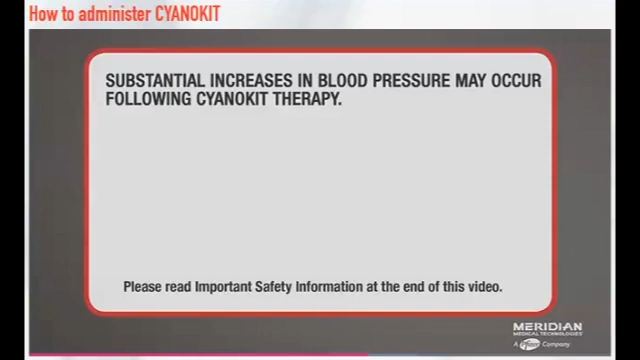 How to administer CYANOKIT
SUBSTANTIAL INCREASES IN BLOOD PRESSURE MAY OCCUR
FOLLOWING CYANOKIT THERAPY.
Please read Important Safety Information at the end of this video.
MERIDIAN
MEDICAL TECHNOLOGIES
A Pfizer Company